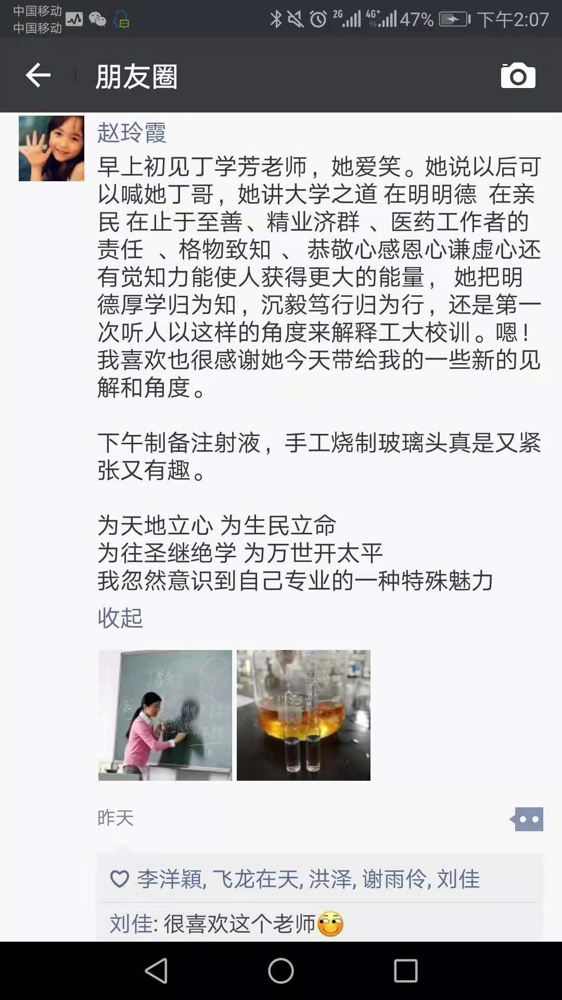 中国移动
中国移动
2G
4G+
47%
下午2:07
朋友圈
赵玲霞
早上初见丁学芳老师，她爱笑。她说以后可
以喊她丁哥，她讲大学之道 在明明德  在亲
民 在止于至善、精业济群 、医药工作者的
责任  、格物致知 、 恭敬心感恩心谦虚心还
有觉知力能使人获得更大的能量， 她把明
德厚学归为知，沉毅笃行归为行，还是第一
次听人以这样的角度来解释工大校训。嗯！
我喜欢也很感谢她今天带给我的一些新的见
解和角度。
下午制备注射液，手工烧制玻璃头真是又紧
张又有趣。
为天地立心 为生民立命
为往圣继绝学 为万世开太平
我忽然意识到自己专业的一种特殊魅力
收起
昨天
李洋穎, 飞龙在天, 洪泽, 谢雨伶, 刘佳
刘佳: 很喜欢这个老师